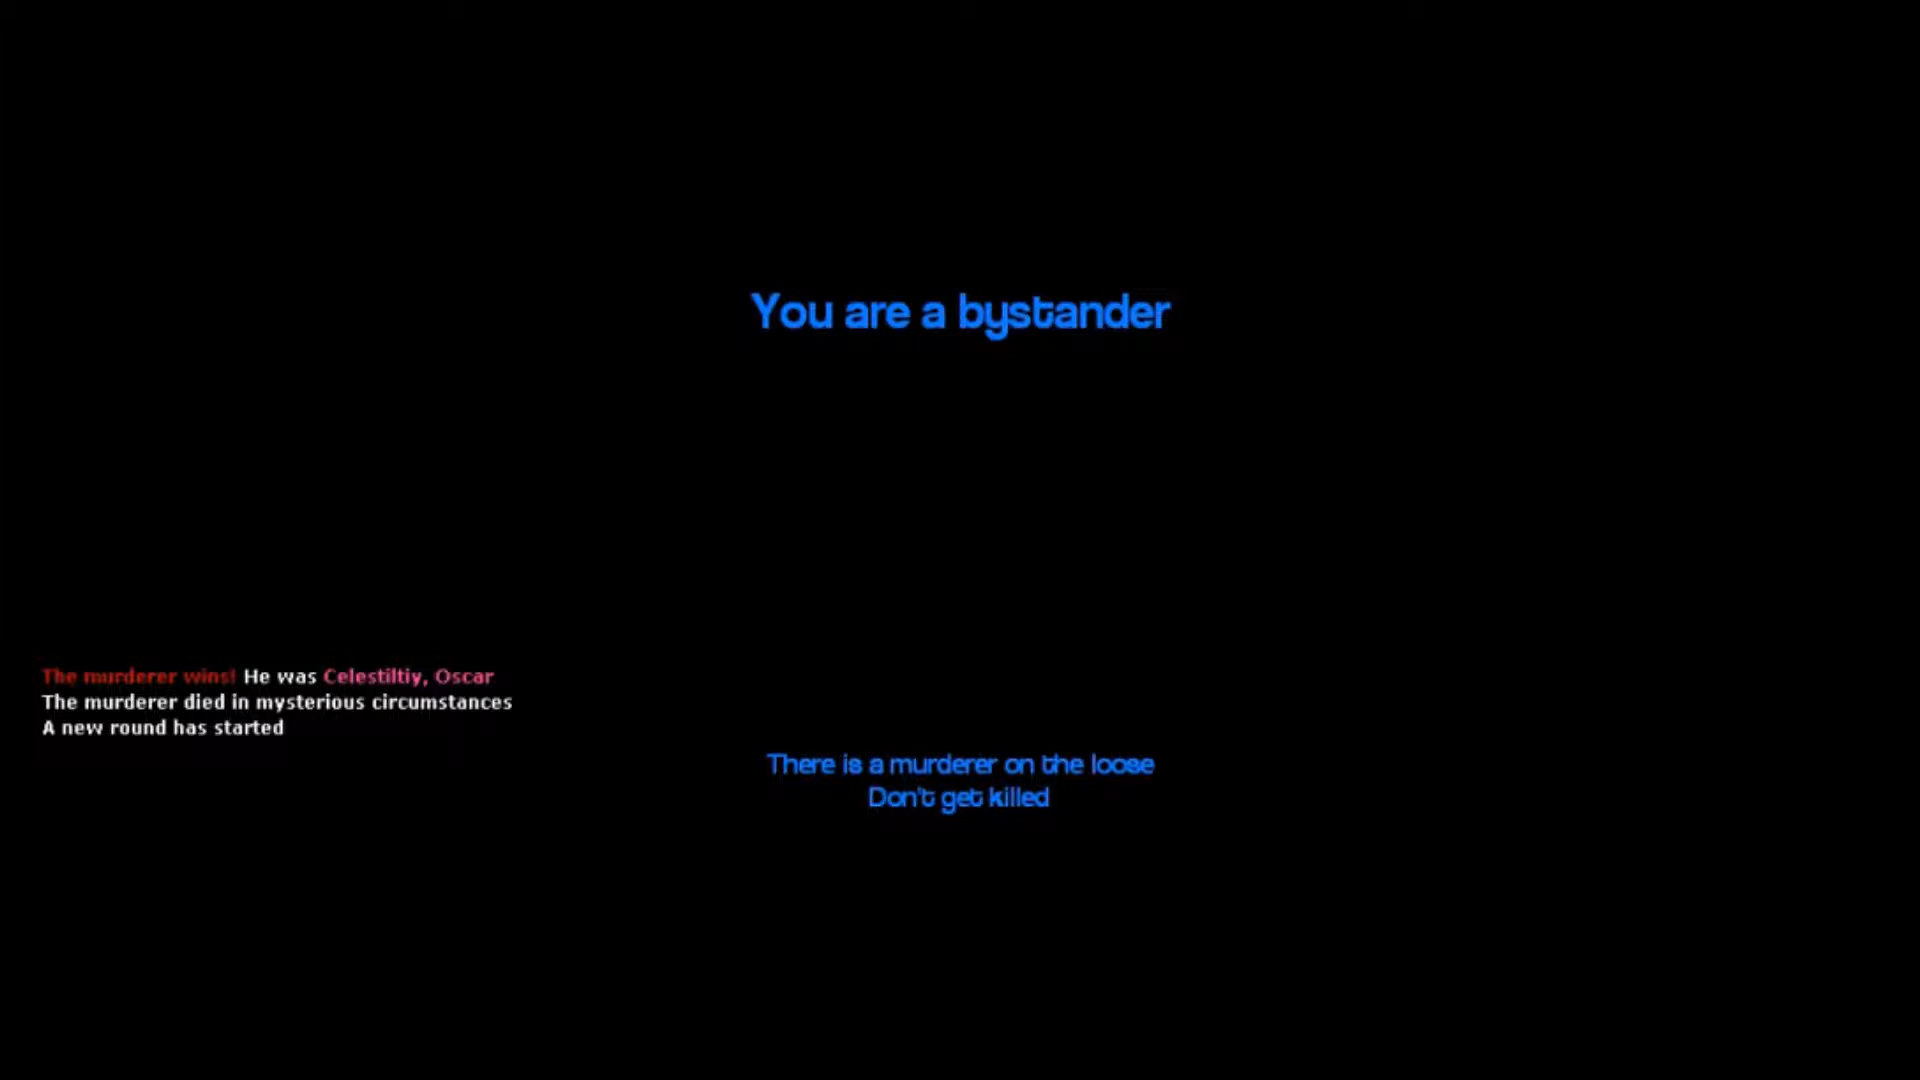 You are a bystander
The murderer wins! He was Celestiltiy, Oscar
The murderer died in mysterious circumstances
A new round has started
There is a murderer on the loose
Don't get killed